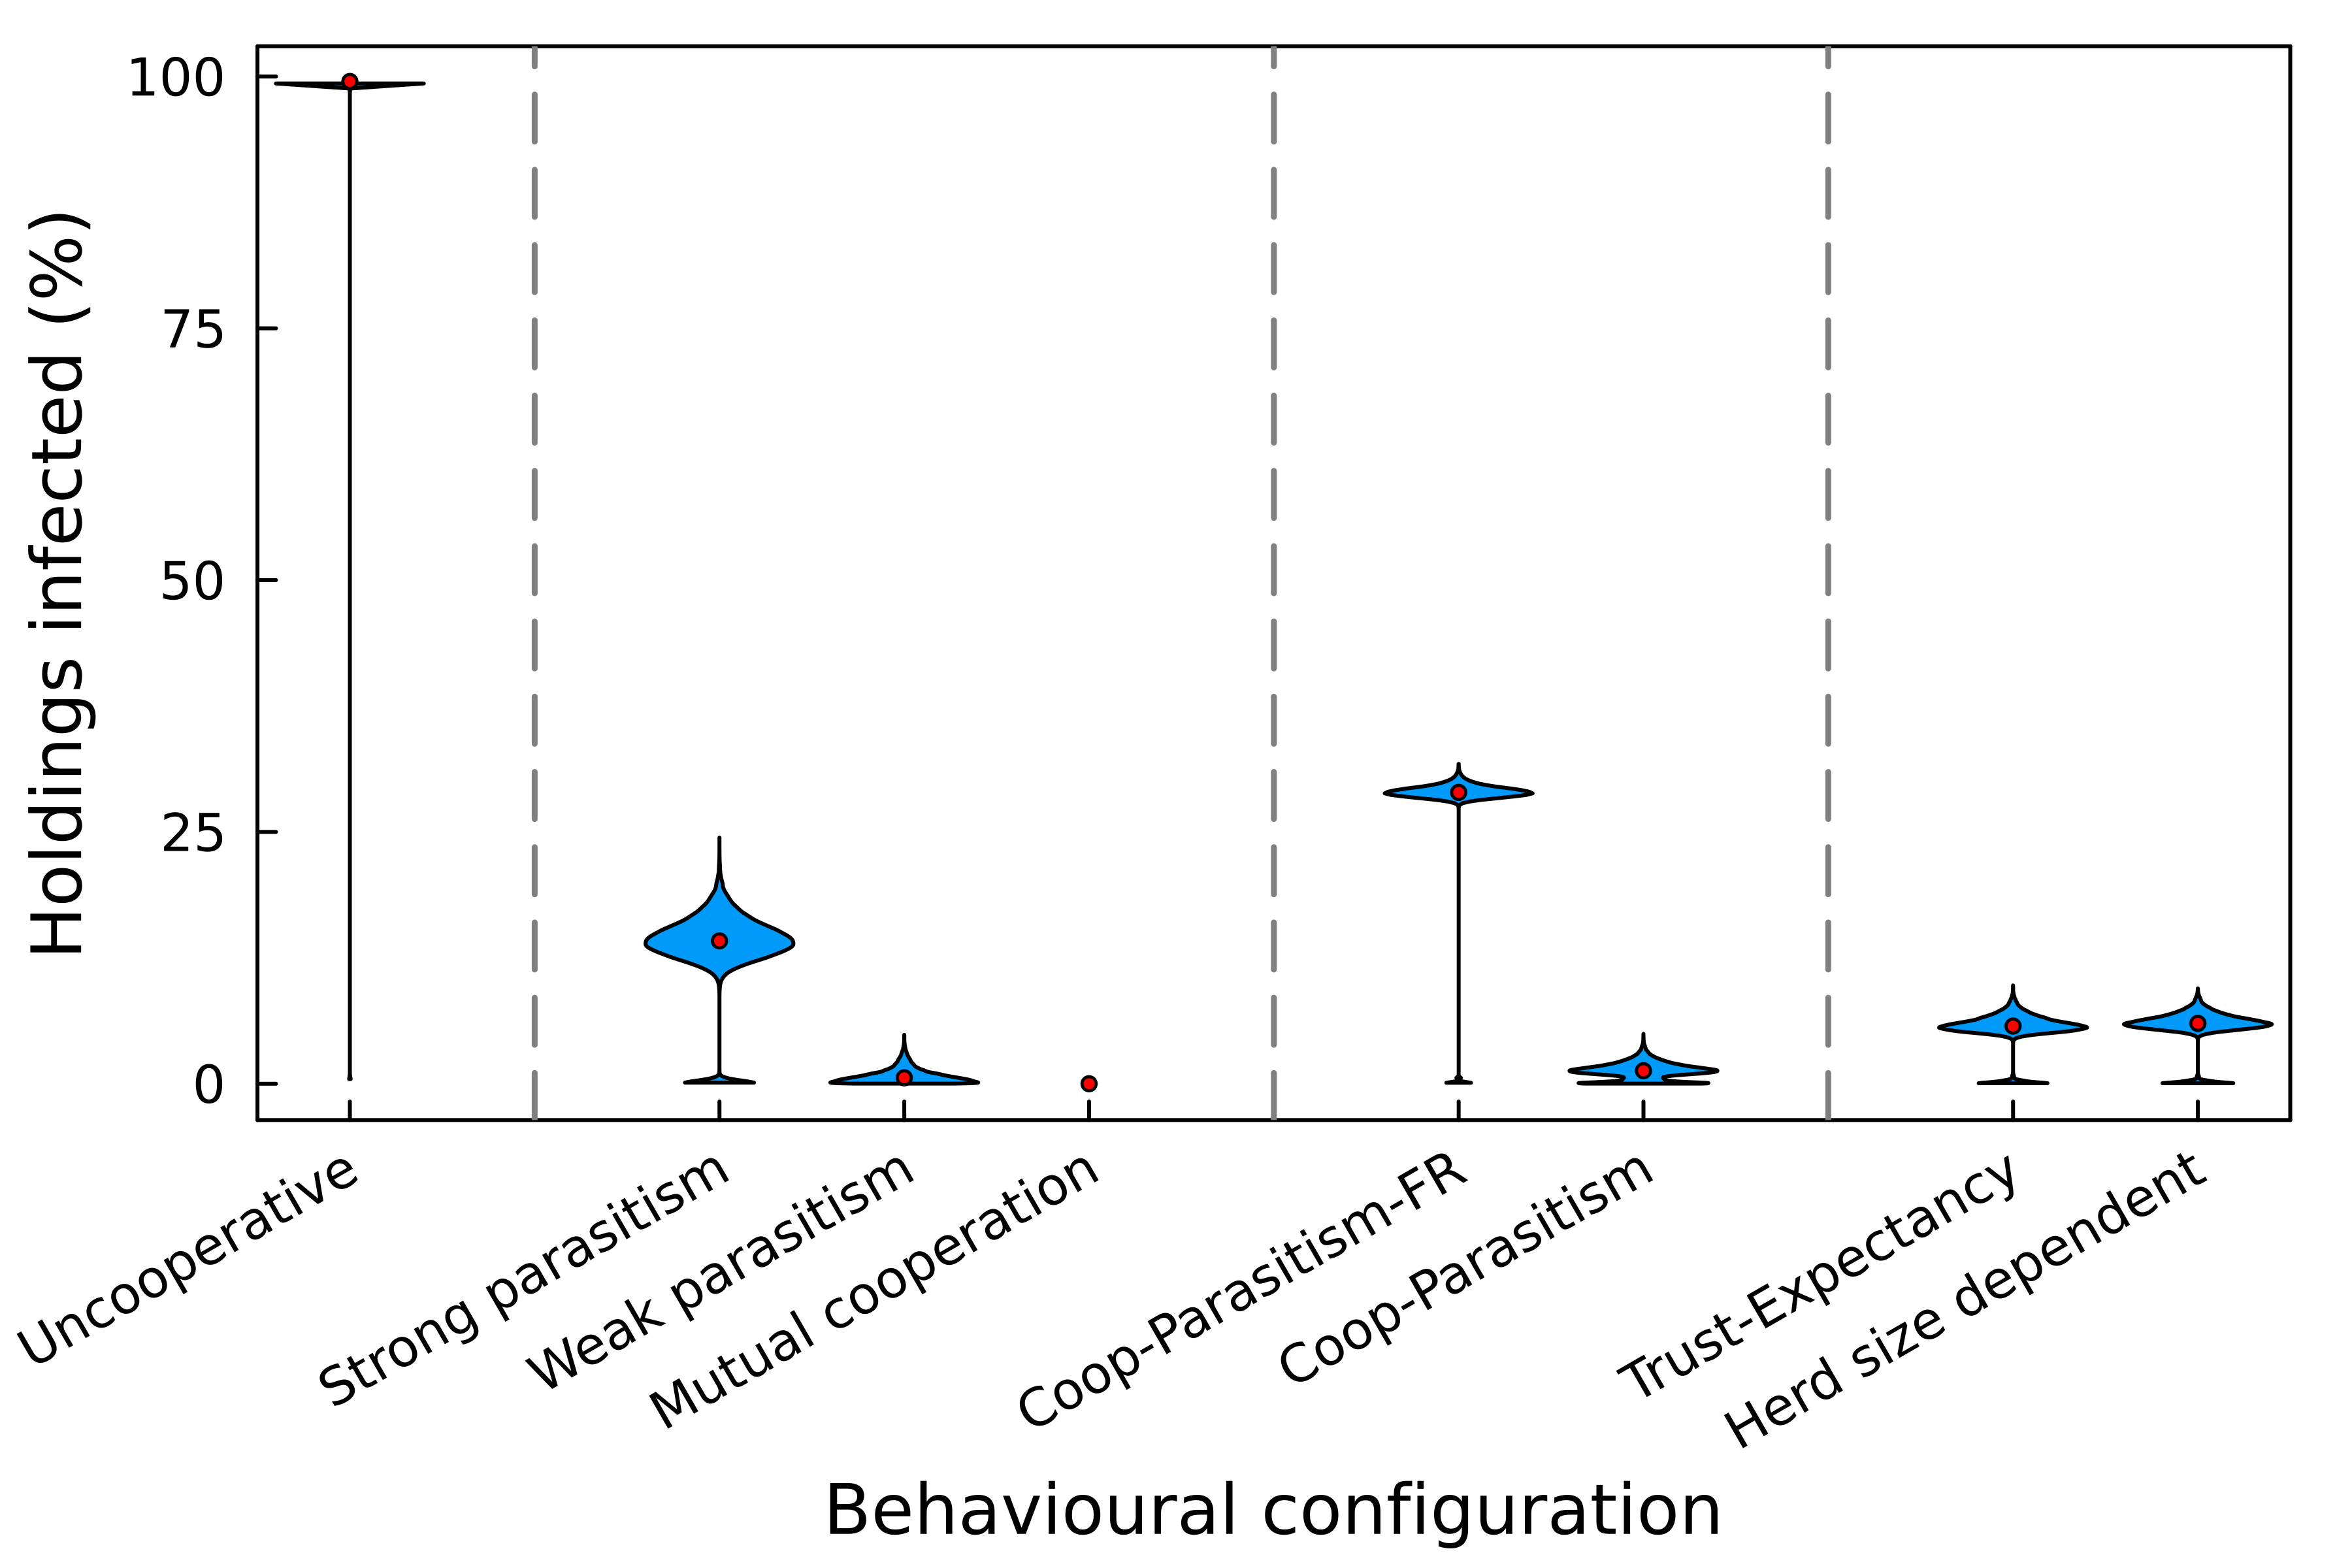 Holdings infected (%)
100
75
50
25
0
Uncooperative
Strong parasitism
Weak parasitism
Mutual cooperation
Coop-Parasitism-FR
Coop-Parasitism
Trust-Expectancy
Herd size dependent
Behavioural configuration